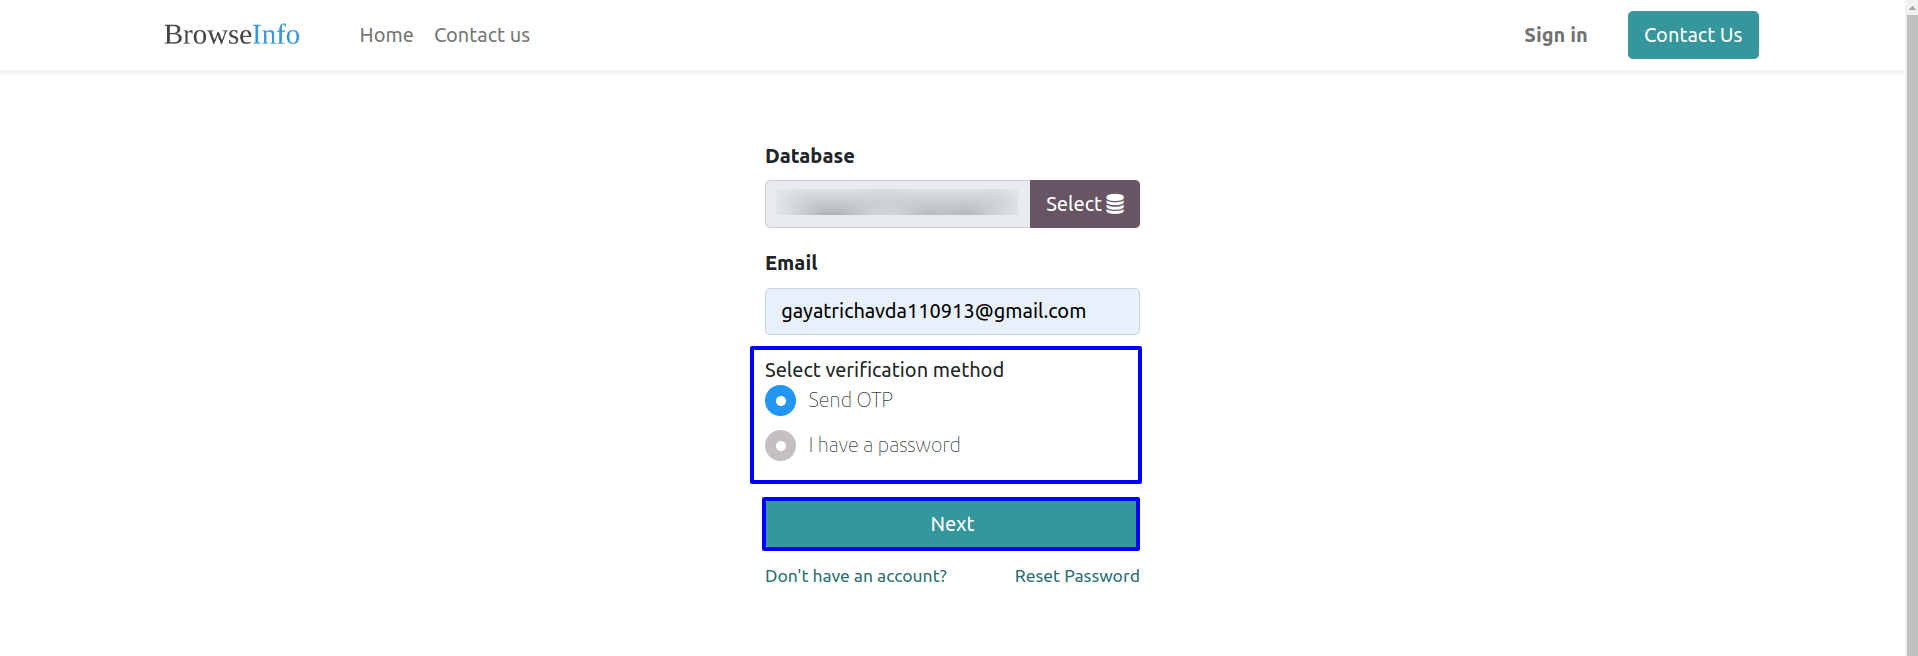 BrowseInfo Home Contact us Sign in Contact Us
Database
Select
Email
gayatrichavda110913@gmail.com
Select verification method
Send OTP
I have a password
Next
Don't have an account? Reset Password